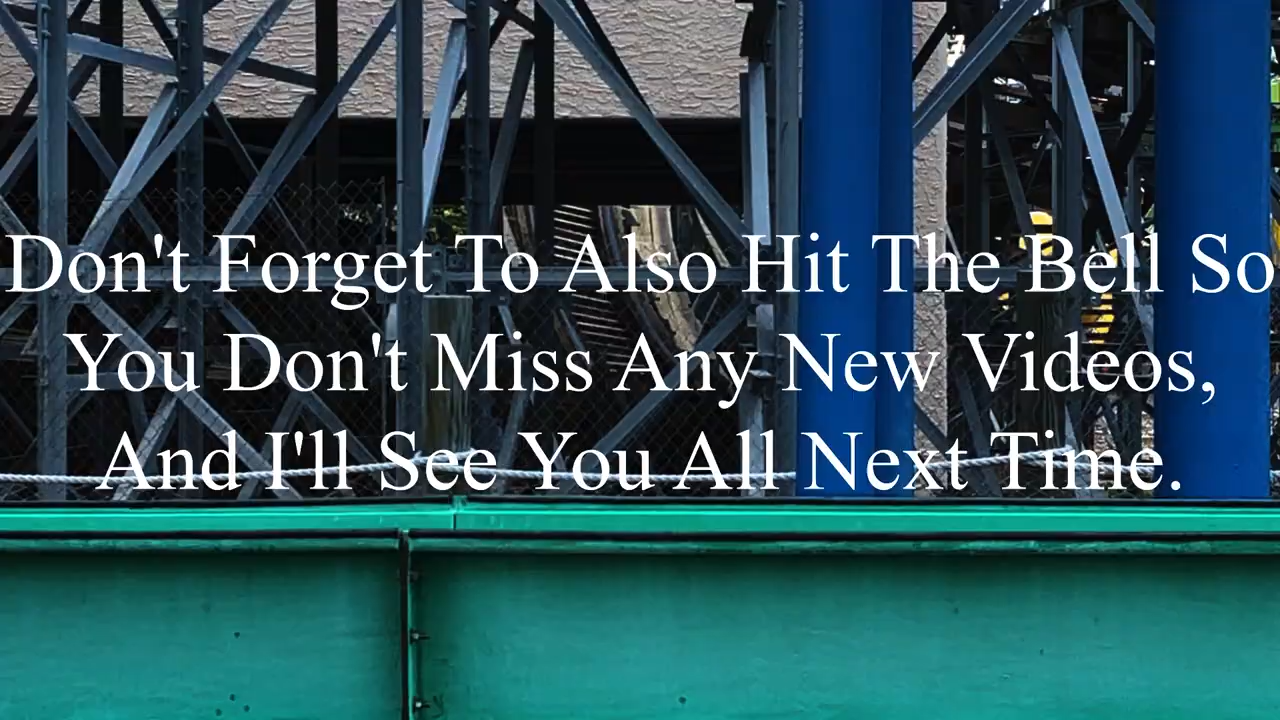 Don't Forget To Also Hit The Bell So
You Don't Miss Any New Videos,
And I'll See You All Next Time.